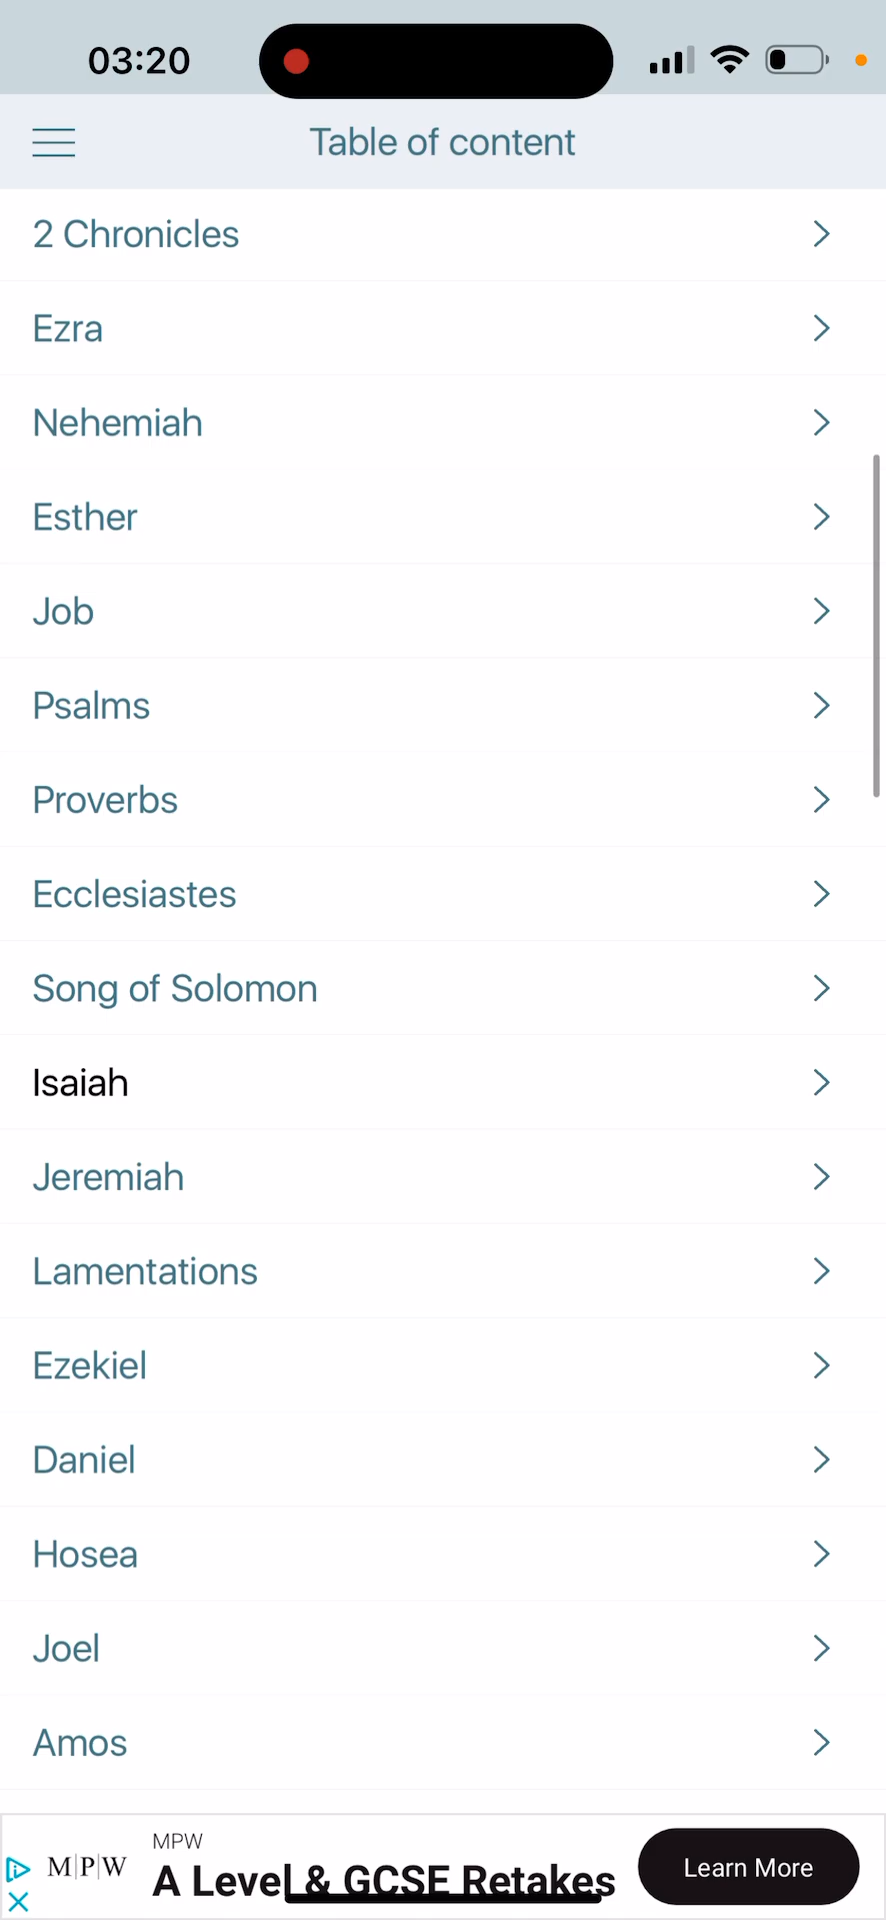 03:20
Table of content
2 Chronicles
Ezra
Nehemiah
Esther
Job
Psalms
Proverbs
Ecclesiastes
Song of Solomon
Isaiah
Jeremiah
Lamentations
Ezekiel
Daniel
Hosea
Joel
Amos
MPW
M|P|W
A Level & GCSE Retakes
Learn More